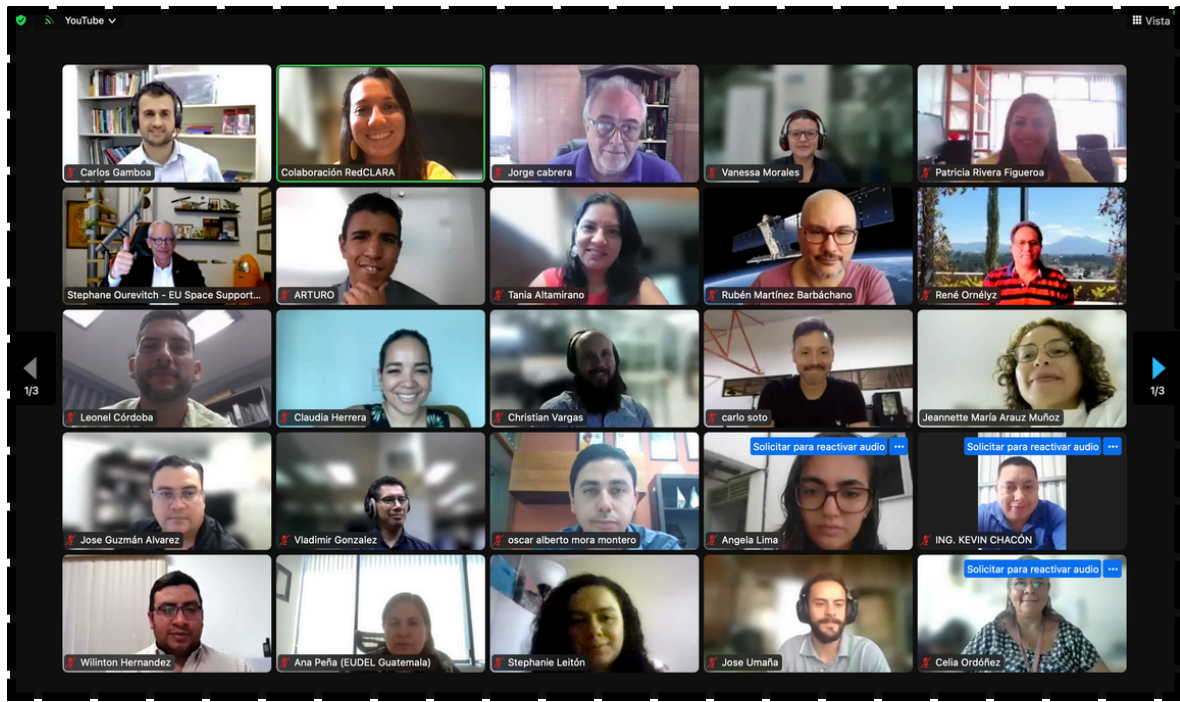 YouTube
Vista
Carlos Gamboa
Colaboración RedCLARA
Jorge cabrera
Vanessa Morales
Patricia Rivera Figueroa
Stephane Ourevitch - EU Space Support...
ARTURO
Tania Altamirano
Rubén Martínez Barbáchano
René Ornélyz
1/3
1/3
Leonel Córdoba
Claudia Herrera
Christian Vargas
carlo soto
Jeannette María Arauz Muñoz
Solicitar para reactivar audio ...
Solicitar para reactivar audio ...
Jose Guzmán Alvarez
Vladimir Gonzalez
oscar alberto mora montero
Angela Lima
ING. KEVIN CHACÓN
Solicitar para reactivar audio ...
Wilinton Hernandez
Ana Peña (EUDEL Guatemala)
Stephanie Leitón
Jose Umaña
Celia Ordóñez